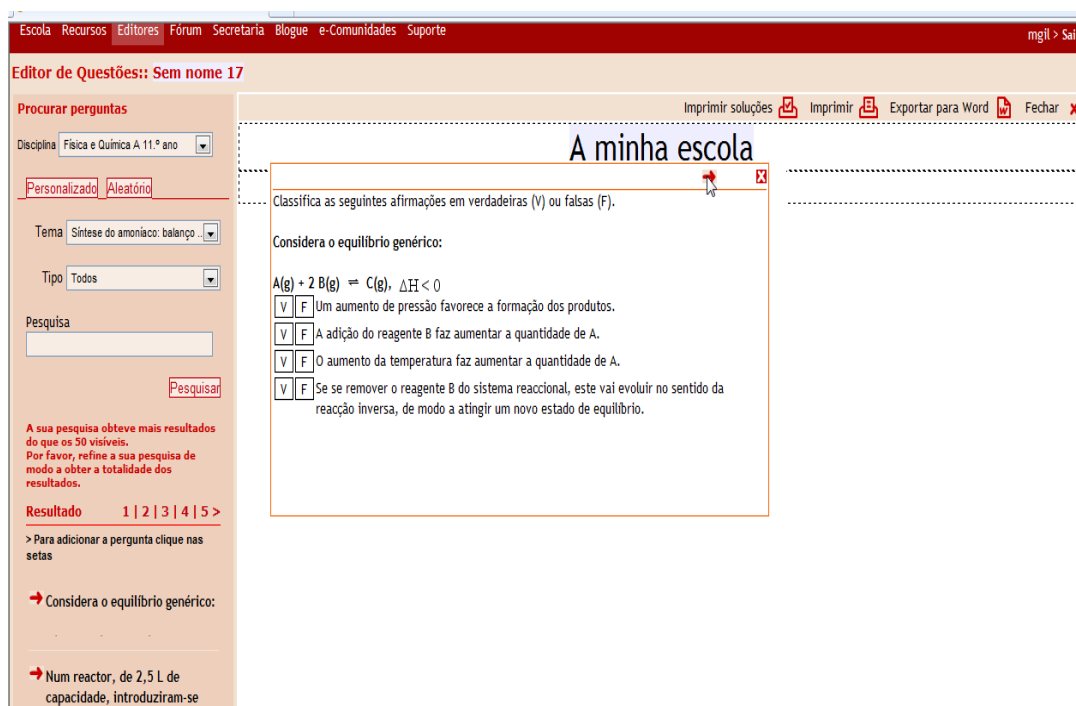 Escola Recursos Editores Fórum Secretaria Blogue e-Comunidades Suporte
mgil > Sai
Editor de Questões:: Sem nome 17
Procurar perguntas
Imprimir soluções Imprimir Exportar para Word Fechar
Disciplina Física e Química A 11.º ano
A minha escola
Personalizado Aleatório
Tema Síntese do amoníaco: balanço ..
Tipo Todos
Pesquisa
Pesquisar
A sua pesquisa obteve mais resultados
do que os 50 visíveis.
Por favor, refine a sua pesquisa de
modo a obter a totalidade dos
resultados.
Resultado 1 | 2 | 3 | 4 | 5 >
> Para adicionar a pergunta clique nas
setas
Considera o equilíbrio genérico:
Num reactor, de 2,5 L de
capacidade, introduziram-se
Classifica as seguintes afirmações em verdadeiras (V) ou falsas (F).
Considera o equilíbrio genérico:
A(g) + 2 B(g) ⇌ C(g), ΔH < 0
V F Um aumento de pressão favorece a formação dos produtos.
V F A adição do reagente B faz aumentar a quantidade de A.
V F O aumento da temperatura faz aumentar a quantidade de A.
V F Se se remover o reagente B do sistema reaccional, este vai evoluir no sentido da
reacção inversa, de modo a atingir um novo estado de equilíbrio.